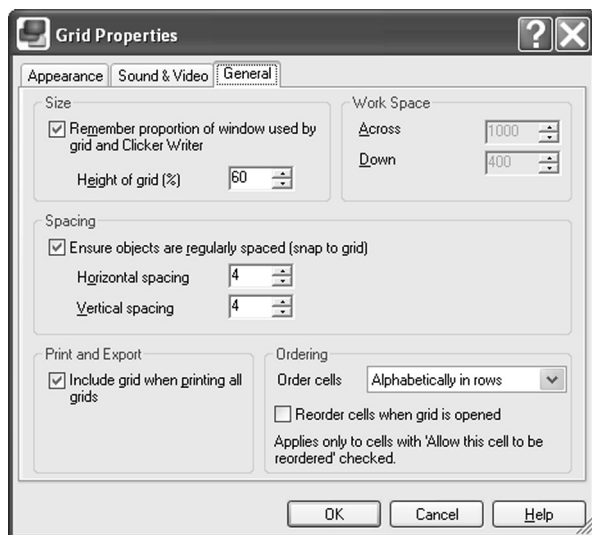 Grid Properties
Appearance
Sound & Video
General
Size
Remember proportion of window used by
grid and Clicker Writer
Height of grid (%)
60
Work Space
Across
1000
Down
400
Spacing
Ensure objects are regularly spaced (snap to grid)
Horizontal spacing
4
Vertical spacing
4
Print and Export
Include grid when printing all
grids
Ordering
Order cells
Alphabetically in rows
Reorder cells when grid is opened
Applies only to cells with 'Allow this cell to be
reordered' checked.
OK
Cancel
Help